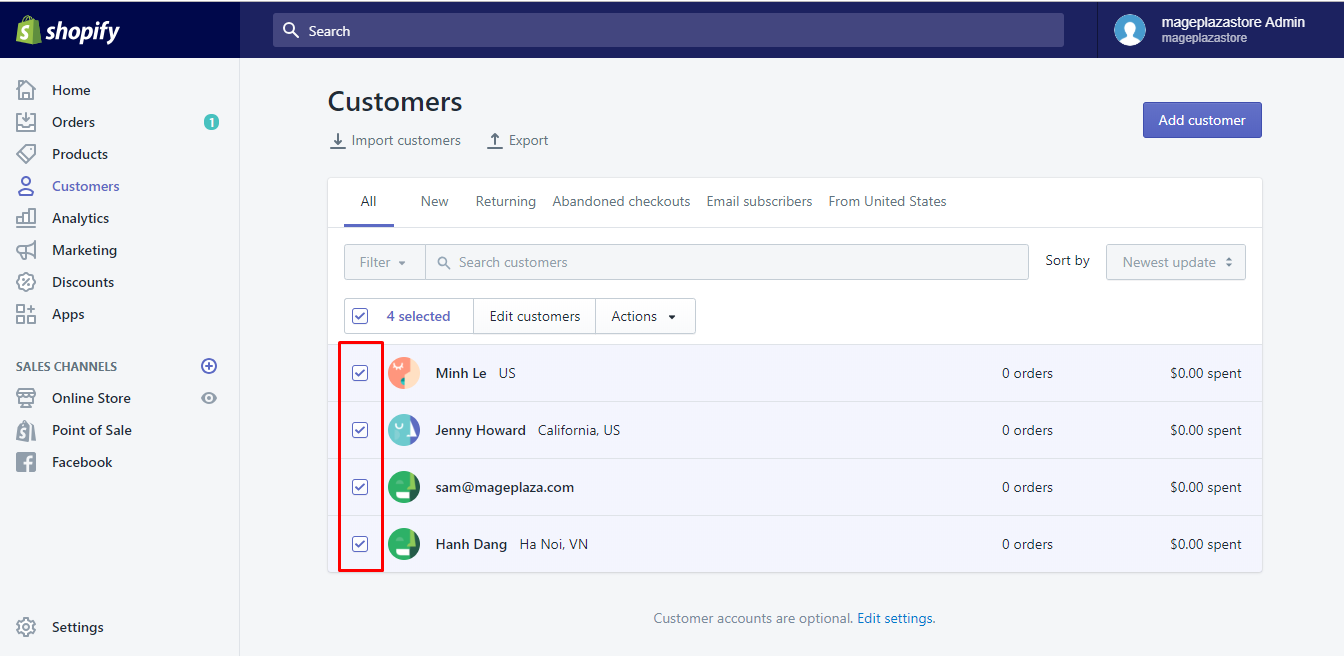 shopify
Search
mageplazastore Admin
mageplazastore
Home
Orders 1
Products
Customers
Analytics
Marketing
Discounts
Apps
SALES CHANNELS
Online Store
Point of Sale
Facebook
Settings
Customers
Import customers Export
Add customer
All New Returning Abandoned checkouts Email subscribers From United States
Filter Search customers Sort by Newest update
4 selected Edit customers Actions
Minh Le US 0 orders $0.00 spent
Jenny Howard California, US 0 orders $0.00 spent
sam@mageplaza.com 0 orders $0.00 spent
Hanh Dang Ha Noi, VN 0 orders $0.00 spent
Customer accounts are optional. Edit settings.